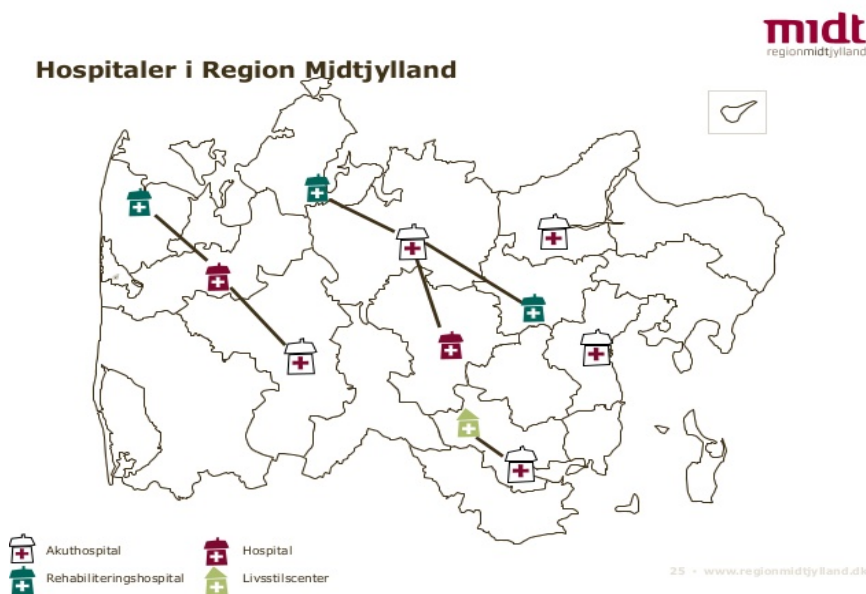 midt
regionmidtjylland
Hospitaler i Region Midtjylland
Akuthospital
Hospital
Rehabiliteringshospital
Livsstilscenter
25 • www.regionmidtjylland.dk